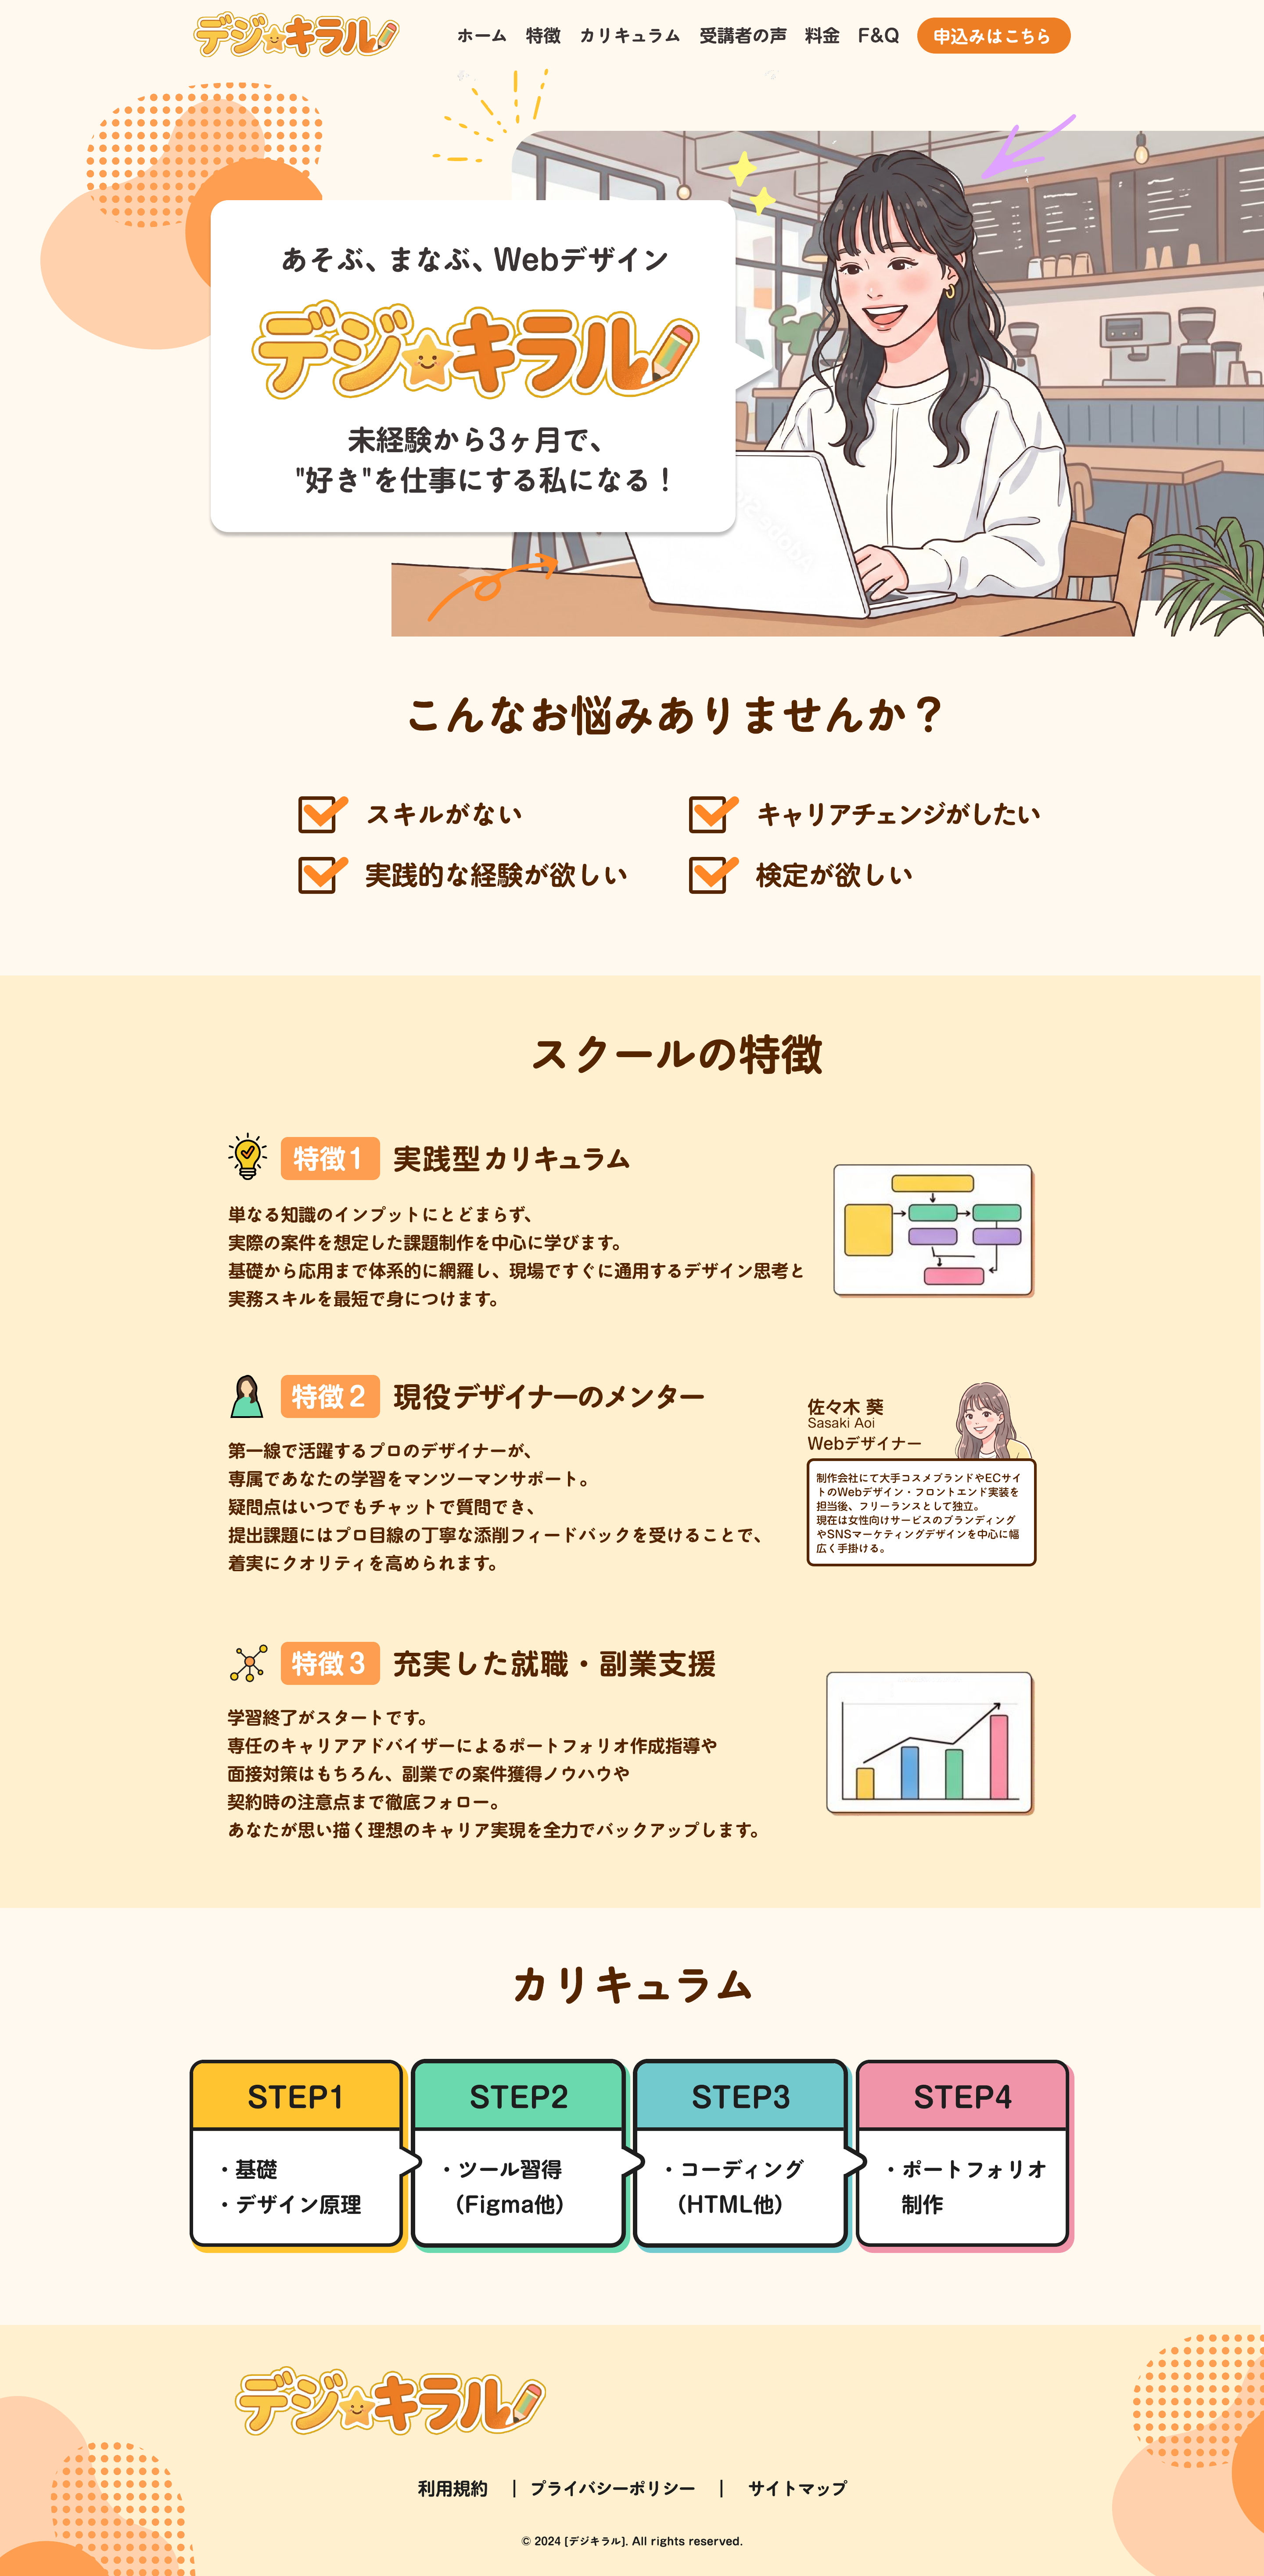 デジキラル
ホーム 特徴 カリキュラム 受講者の声 料金 F&Q 申込みはこちら
あそぶ、まなぶ、Webデザイン
デジキラル
未経験から3ヶ月で、
"好き"を仕事にする私になる！
こんなお悩みありませんか？
スキルがない
キャリアチェンジがしたい
実践的な経験が欲しい
検定が欲しい
スクールの特徴
特徴1 実践型カリキュラム
単なる知識のインプットにとどまらず、
実際の案件を想定した課題制作を中心に学びます。
基礎から応用まで体系的に網羅し、現場ですぐに通用するデザイン思考と
実務スキルを最短で身につけます。
特徴2 現役デザイナーのメンター
第一線で活躍するプロのデザイナーが、
専属であなたの学習をマンツーマンサポート。
疑問点はいつでもチャットで質問でき、
提出課題にはプロ目線の丁寧な添削フィードバックを受けることで、
着実にクオリティを高められます。
佐々木 葵
Sasaki Aoi
Webデザイナー
制作会社にて大手コスメブランドやECサイ
トのWebデザイン・フロントエンド実装を
担当後、フリーランスとして独立。
現在は女性向けサービスのブランディング
やSNSマーケティングデザインを中心に幅
広く手掛ける。
特徴3 充実した就職・副業支援
学習終了がスタートです。
専任のキャリアアドバイザーによるポートフォリオ作成指導や
面接対策はもちろん、副業での案件獲得ノウハウや
契約時の注意点まで徹底フォロー。
あなたが思い描く理想のキャリア実現を全力でバックアップします。
カリキュラム
STEP1
・基礎
・デザイン原理
STEP2
・ツール習得
(Figma他)
STEP3
・コーディング
(HTML他)
STEP4
・ポートフォリオ
制作
デジキラル
利用規約 | プライバシーポリシー | サイトマップ
© 2024 [デジキラル]. All rights reserved.